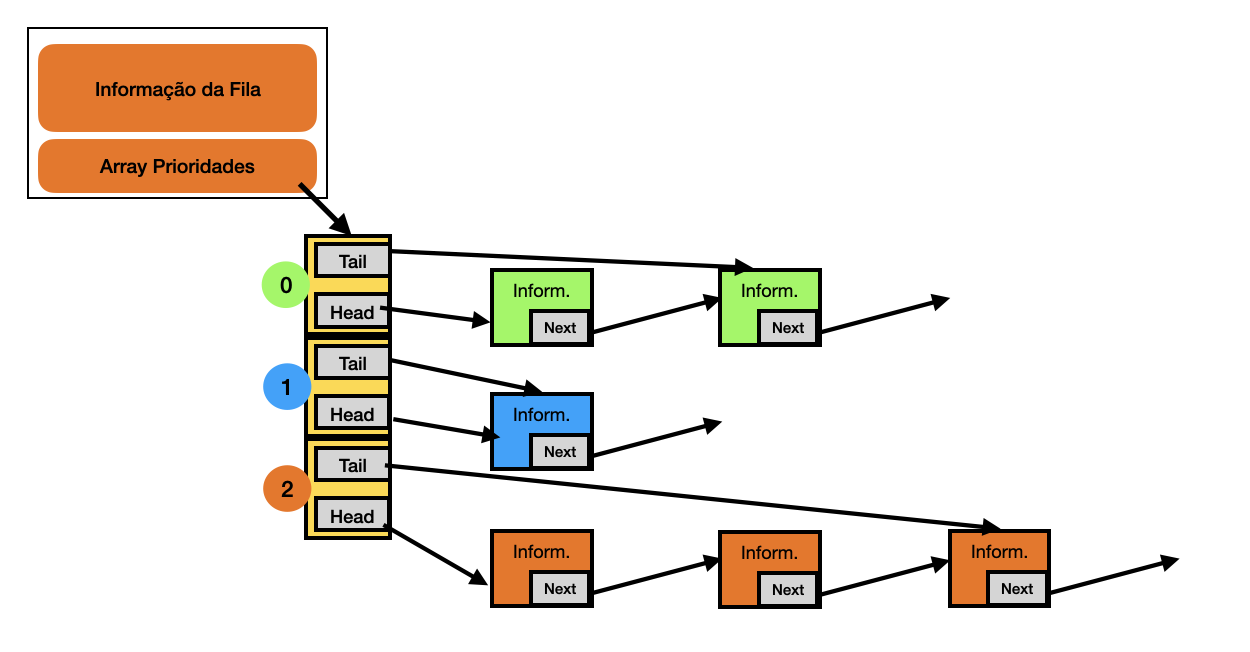 Informação da Fila
Array Prioridades
0
Tail
Head
Inform.
Next
Inform.
Next
1
Tail
Head
Inform.
Next
2
Tail
Head
Inform.
Next
Inform.
Next
Inform.
Next